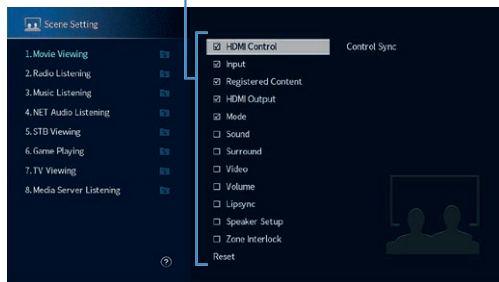 Scene Setting
1.Movie Viewing
2.Radio Listening
3.Music Listening
4.NET Audio Listening
5.STB Viewing
6.Game Playing
7.TV Viewing
8.Media Server Listening
?
HDMI Control
Control Sync
Input
Registered Content
HDMI Output
Mode
Sound
Surround
Video
Volume
Lipsync
Speaker Setup
Zone Interlock
Reset